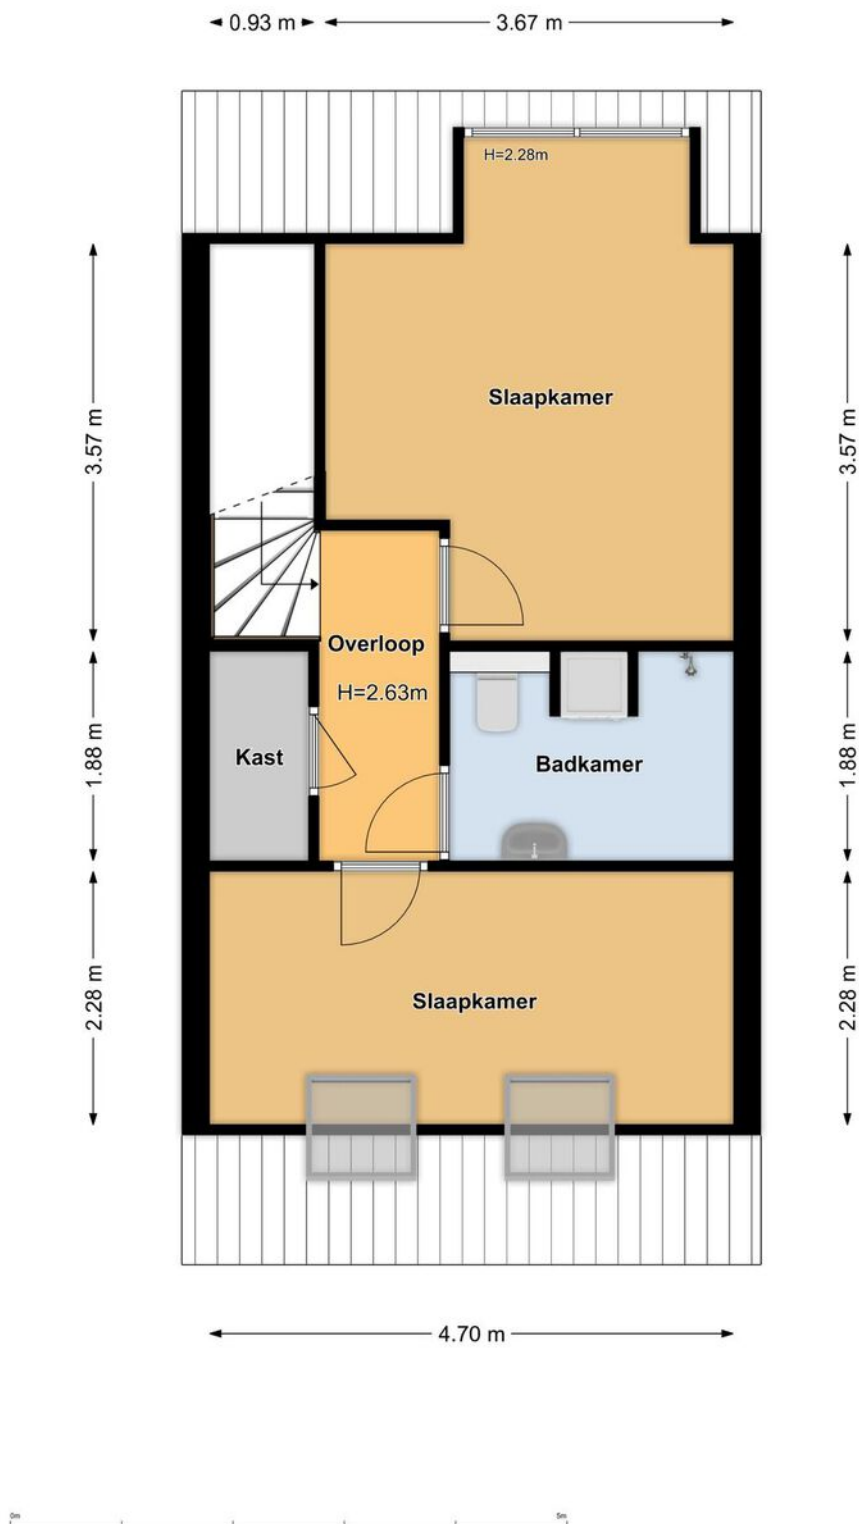 0.93 m
3.67 m
H=2.28m
Slaapkamer
3.57 m
3.57 m
Overloop
H=2.63m
Kast
Badkamer
1.88 m
1.88 m
Slaapkamer
2.28 m
2.28 m
4.70 m
0m
5m